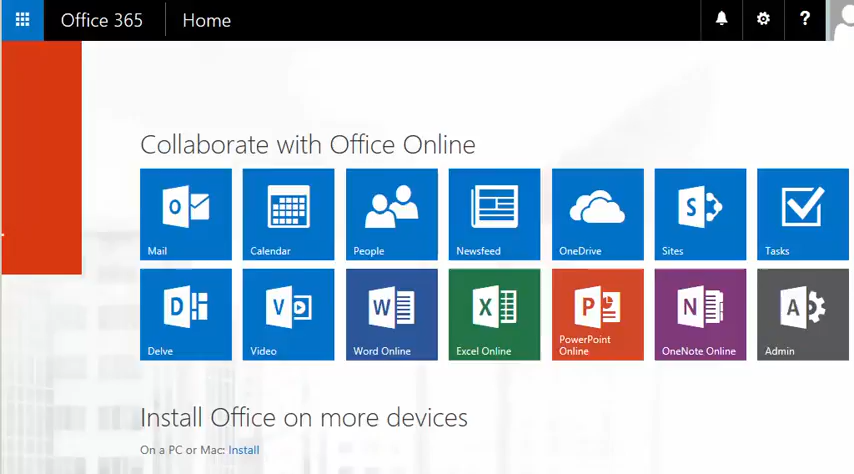 Office 365 Home ?
Collaborate with Office Online
O
S
Mail Calendar People Newsfeed OneDrive Sites Tasks
D V W X P N A
Delve Video Word Online Excel Online PowerPoint Online OneNote Online Admin
Install Office on more devices
On a PC or Mac: Install